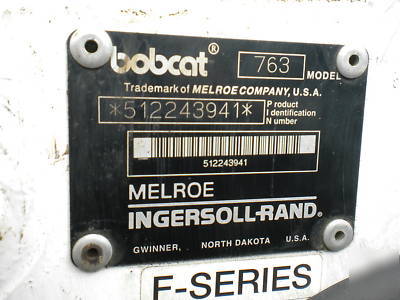 bobcat® 763 MODEL
Trademark of MELROE COMPANY, U.S.A.
*512243941* Product Identification Number
512243941
MELROE
INGERSOLL-RAND®
GWINNER, NORTH DAKOTA U.S.A.
F-SERIES